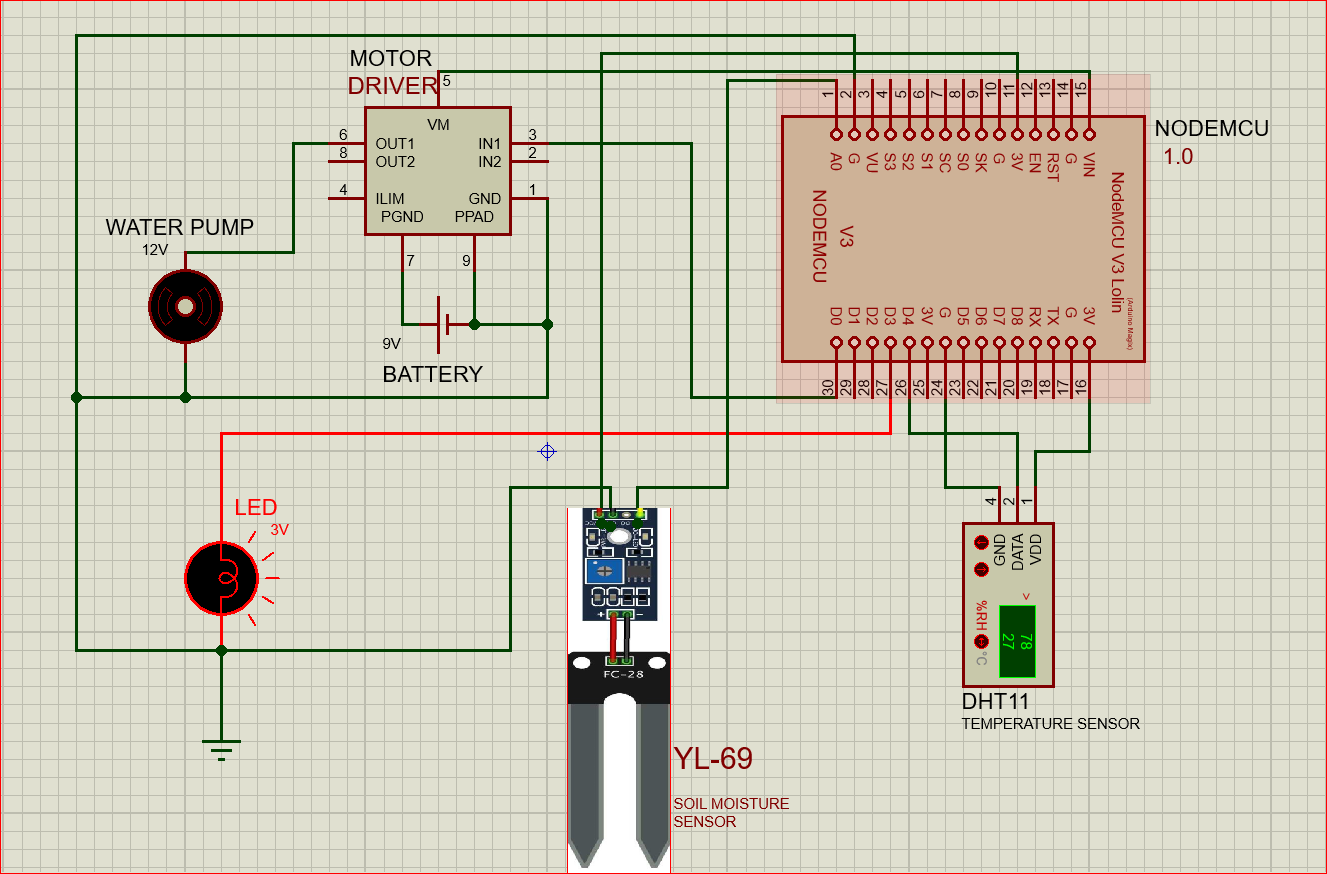 MOTOR
DRIVER
5
VM
6
OUT1
IN1
3
8
OUT2
IN2
2
4
ILIM
GND
1
PGND
PPAD
7
9
WATER PUMP
12V
9V
BATTERY
1 2 3 4 5 6 7 8 9 10 11 12 13 14 15
A0 G VU S3 S2 S1 SC S0 SK G 3V EN RST G VIN
NODEMCU
1.0
NODEMCU
V3
NodeMCU V3 Lolin
(Arduino Magix)
D0 D1 D2 D3 D4 3V G D5 D6 D7 D8 RX TX G 3V
30 29 28 27 26 25 24 23 22 21 20 19 18 17 16
LED
3V
+ -
FC-28
YL-69
SOIL MOISTURE
SENSOR
4 2 1
GND
DATA
VDD
>
%RH
°C
78
27
DHT11
TEMPERATURE SENSOR